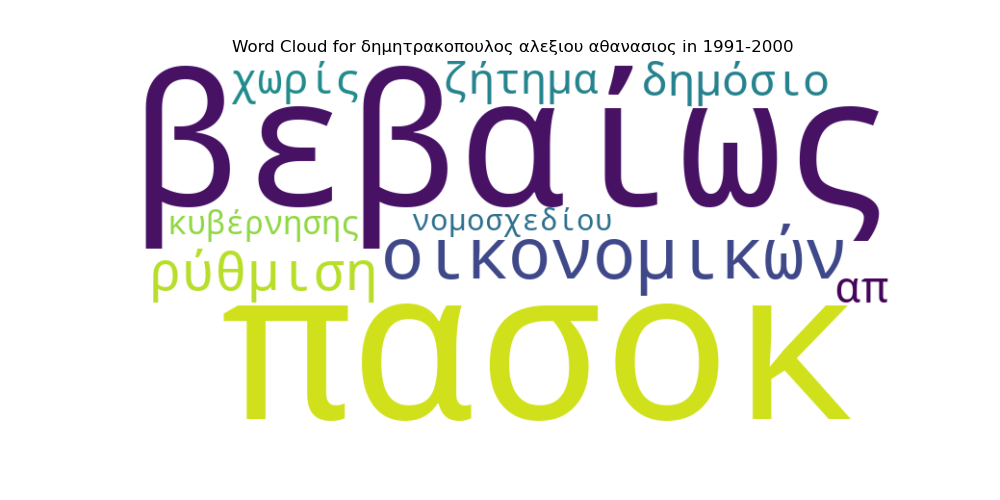 Word Cloud for δημητρακοπουλος αλεξιου αθανασιος in 1991-2000
χωρίς ζήτημα δημόσιο
βεβαίως
κυβέρνησης νομοσχεδίου
ρύθμιση οικονομικών απ
πασοκ